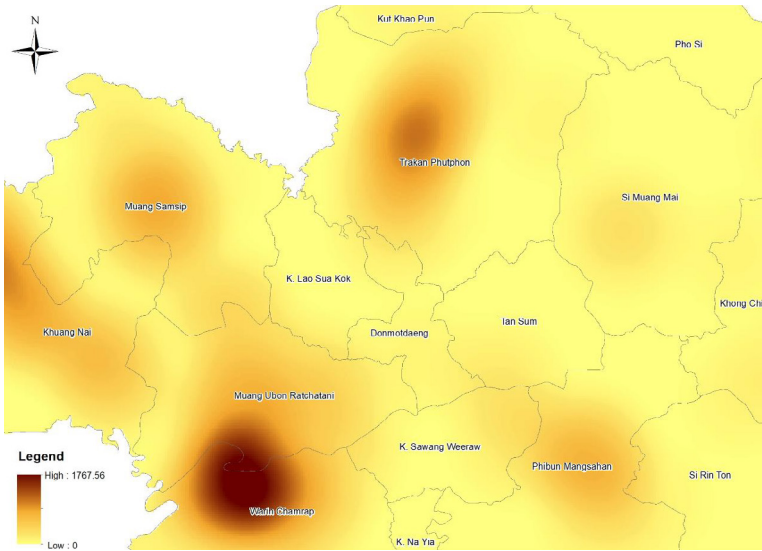 Kut Khao Pun
N
Pho Si
Trakan Phutphon
Muang Samsip
Si Muang Mai
K. Lao Sua Kok
Khong Chi
Khuang Nai
Donmotdaeng
Tan Sum
Muang Ubon Ratchatani
K. Sawang Weeraw
Legend
High : 1767.56
Phibun Mangsahan
Si Rin Ton
Warin Chamrap
Low : 0
K. Na Yia